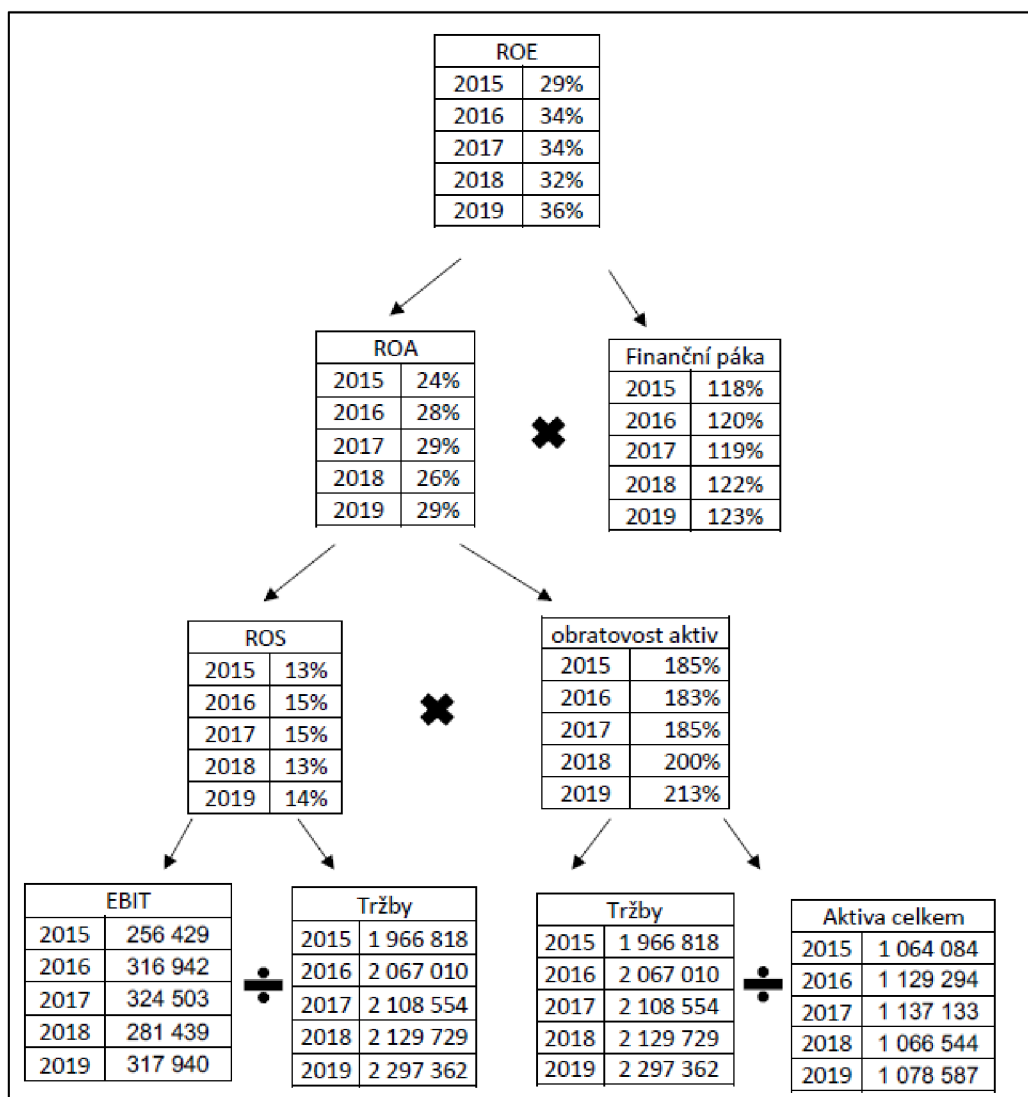 ROE
2015 29%
2016 34%
2017 34%
2018 32%
2019 36%
ROA
2015 24%
2016 28%
2017 29%
2018 26%
2019 29%
Finanční páka
2015 118%
2016 120%
2017 119%
2018 122%
2019 123%
ROS
2015 13%
2016 15%
2017 15%
2018 13%
2019 14%
obratovost aktiv
2015 185%
2016 183%
2017 185%
2018 200%
2019 213%
EBIT
2015 256 429
2016 316 942
2017 324 503
2018 281 439
2019 317 940
Tržby
2015 1 966 818
2016 2 067 010
2017 2 108 554
2018 2 129 729
2019 2 297 362
Tržby
2015 1 966 818
2016 2 067 010
2017 2 108 554
2018 2 129 729
2019 2 297 362
Aktiva celkem
2015 1 064 084
2016 1 129 294
2017 1 137 133
2018 1 066 544
2019 1 078 587